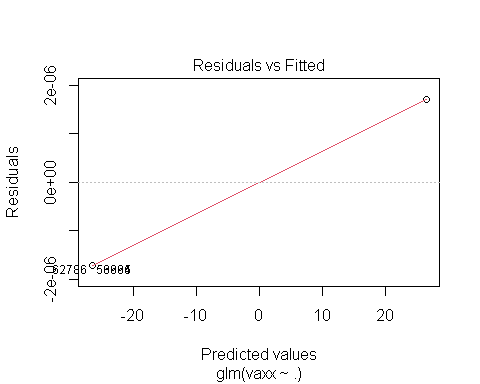 Residuals vs Fitted
Residuals
2e-06
0e+00
-2e-06
62786
-20
-10
0
10
20
Predicted values
glm(vaxx ~ .)